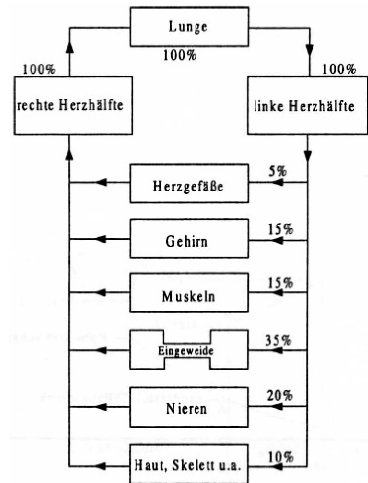 Lunge
100%
100%
100%
rechte Herzhälfte
linke Herzhälfte
Herzgefäße
5%
Gehirn
15%
Muskeln
15%
Eingeweide
35%
Nieren
20%
Haut, Skelett u.a.
10%